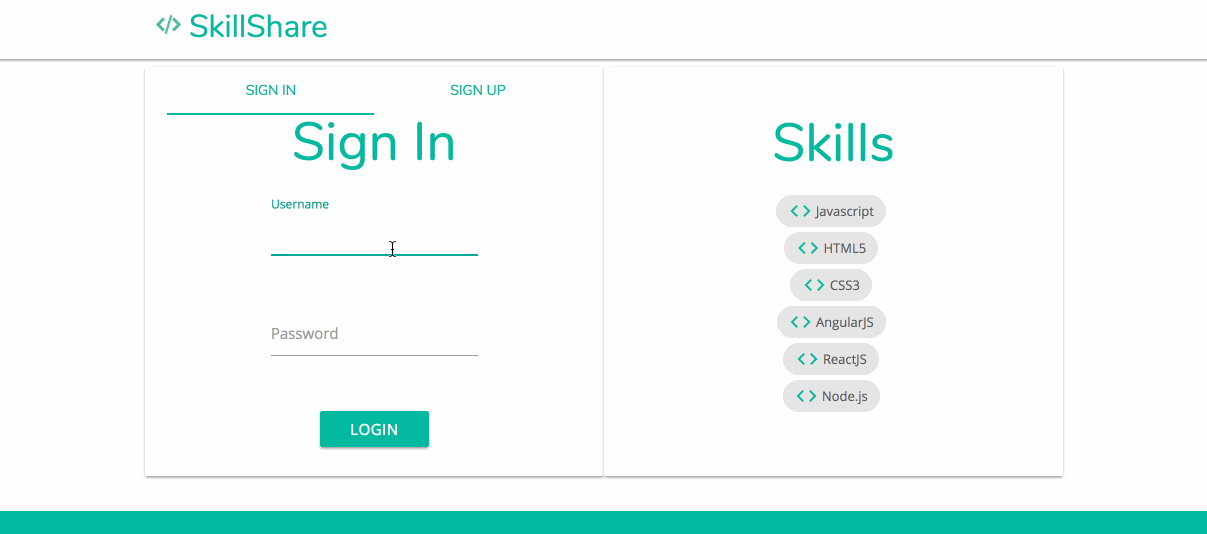 </> SkillShare
SIGN IN
SIGN UP
Sign In
Username
Password
LOGIN
Skills
<> Javascript
<> HTML5
<> CSS3
<> AngularJS
<> ReactJS
<> Node.js